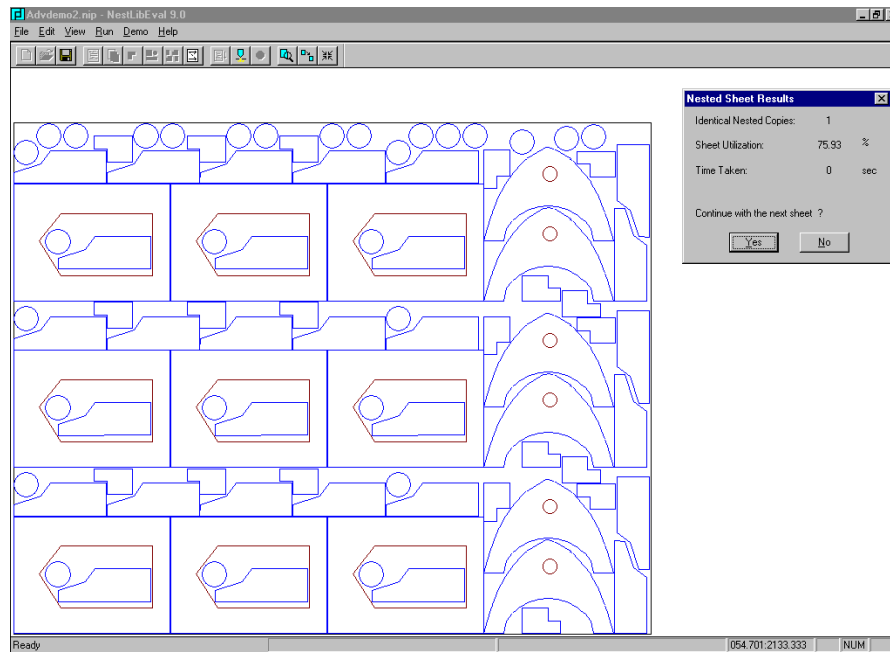 Advdemo2.nip - NestLibEval 9.0
File Edit View Run Demo Help
Nested Sheet Results
Identical Nested Copies: 1
Sheet Utilization: 75.93 %
Time Taken: 0 sec
Continue with the next sheet ?
Yes No
Ready 054.701:2133.333 NUM